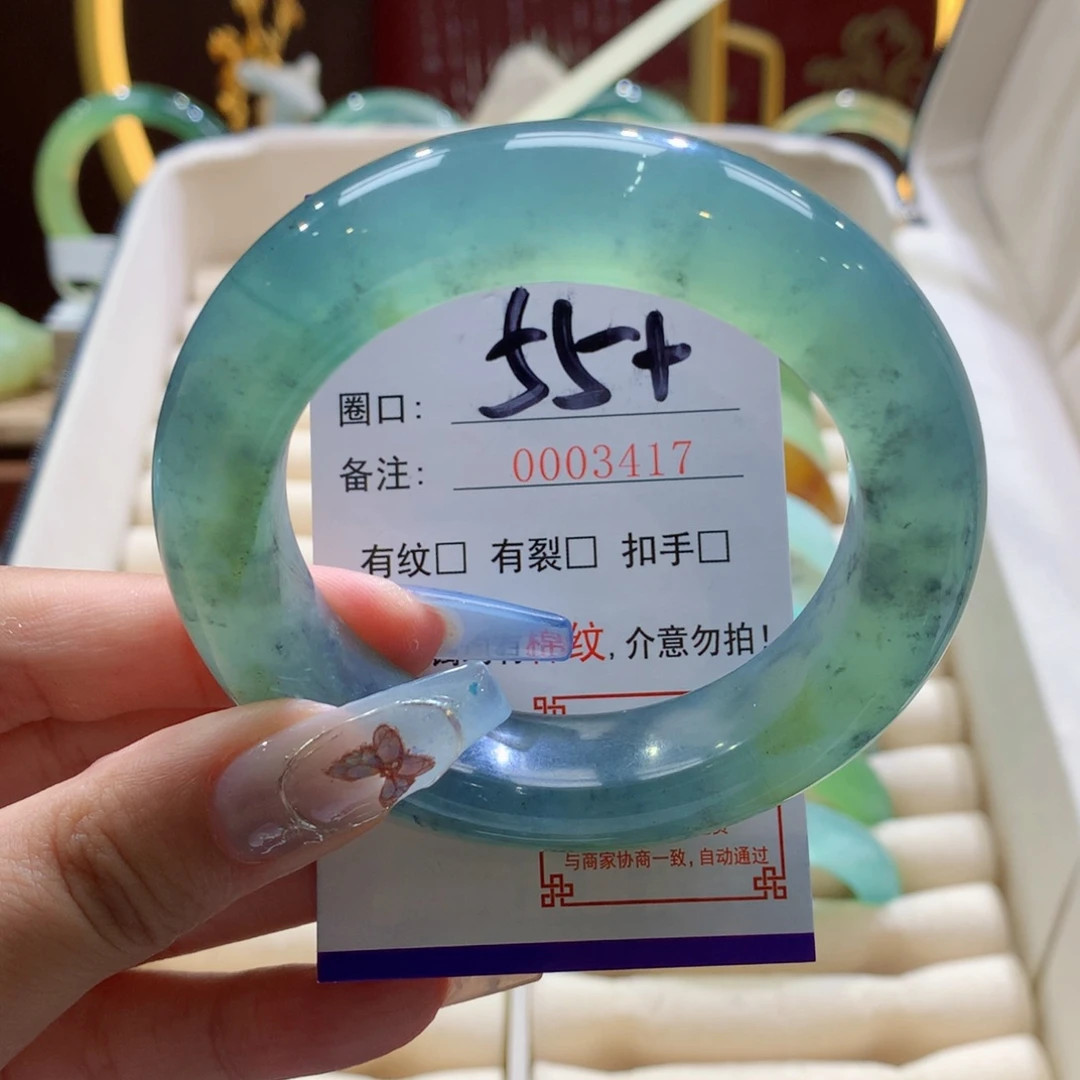 圈口: 55+
备注: 0003417
有纹□ 有裂□ 扣手□
棉纹,介意勿拍!
与商家协商一致,自动通过